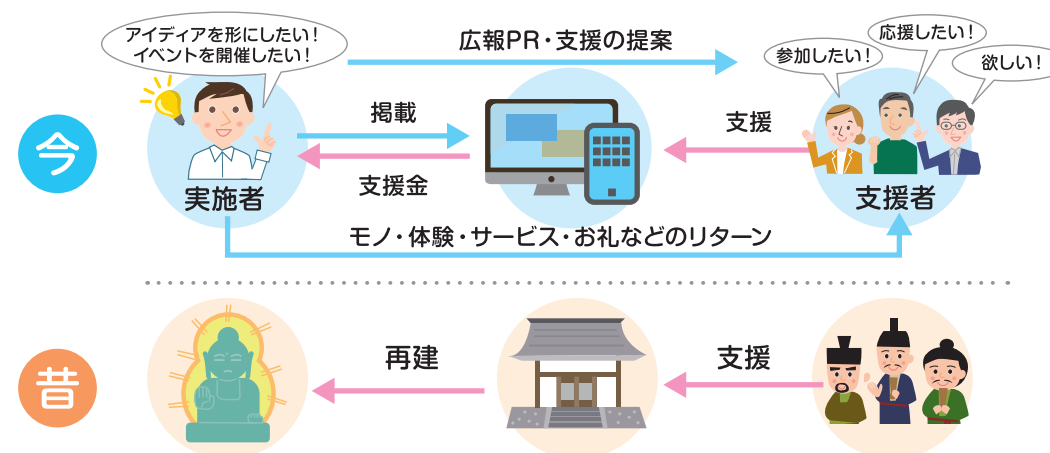 アイディアを形にしたい！
イベントを開催したい！
広報PR・支援の提案
参加したい！
応援したい！
欲しい！
今
掲載
支援
支援金
実施者
支援者
モノ・体験・サービス・お礼などのリターン
昔
再建
支援